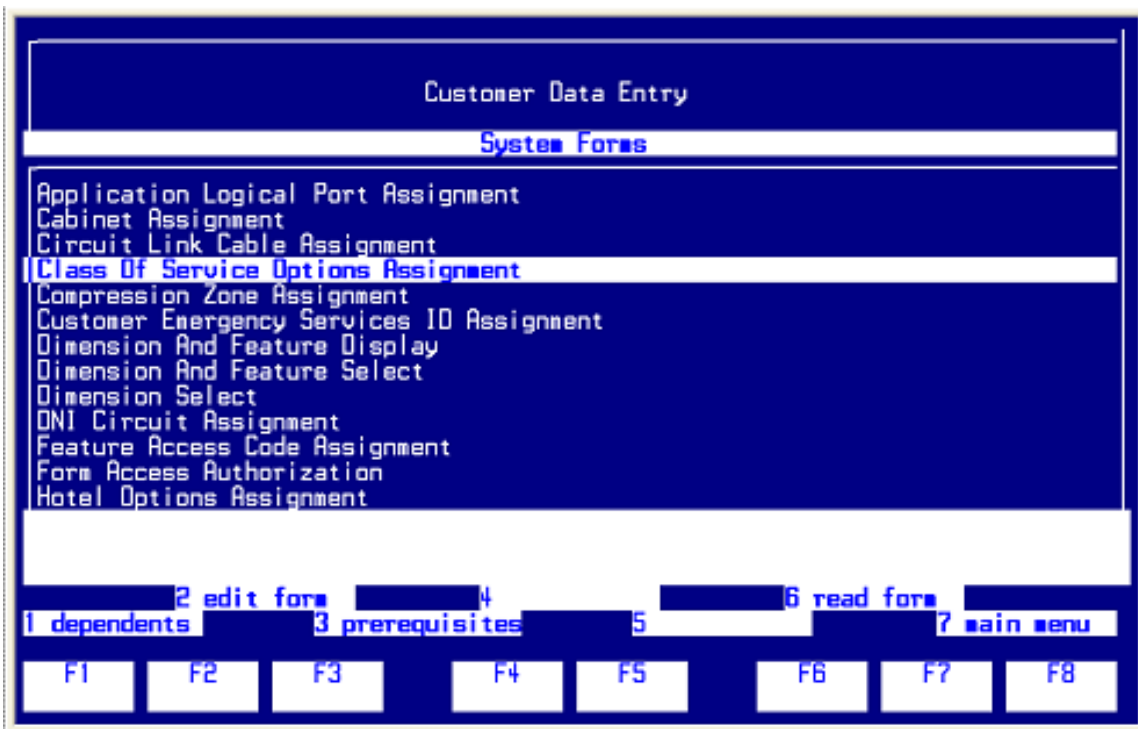 Customer Data Entry
System Forms
Application Logical Port Assignment
Cabinet Assignment
Circuit Link Cable Assignment
Class Of Service Options Assignment
Compression Zone Assignment
Customer Emergency Services ID Assignment
Dimension And Feature Display
Dimension And Feature Select
Dimension Select
DNI Circuit Assignment
Feature Access Code Assignment
Form Access Authorization
Hotel Options Assignment
2 edit form 4 6 read form
1 dependents 3 prerequisites 5 7 main menu
F1 F2 F3 F4 F5 F6 F7 F8